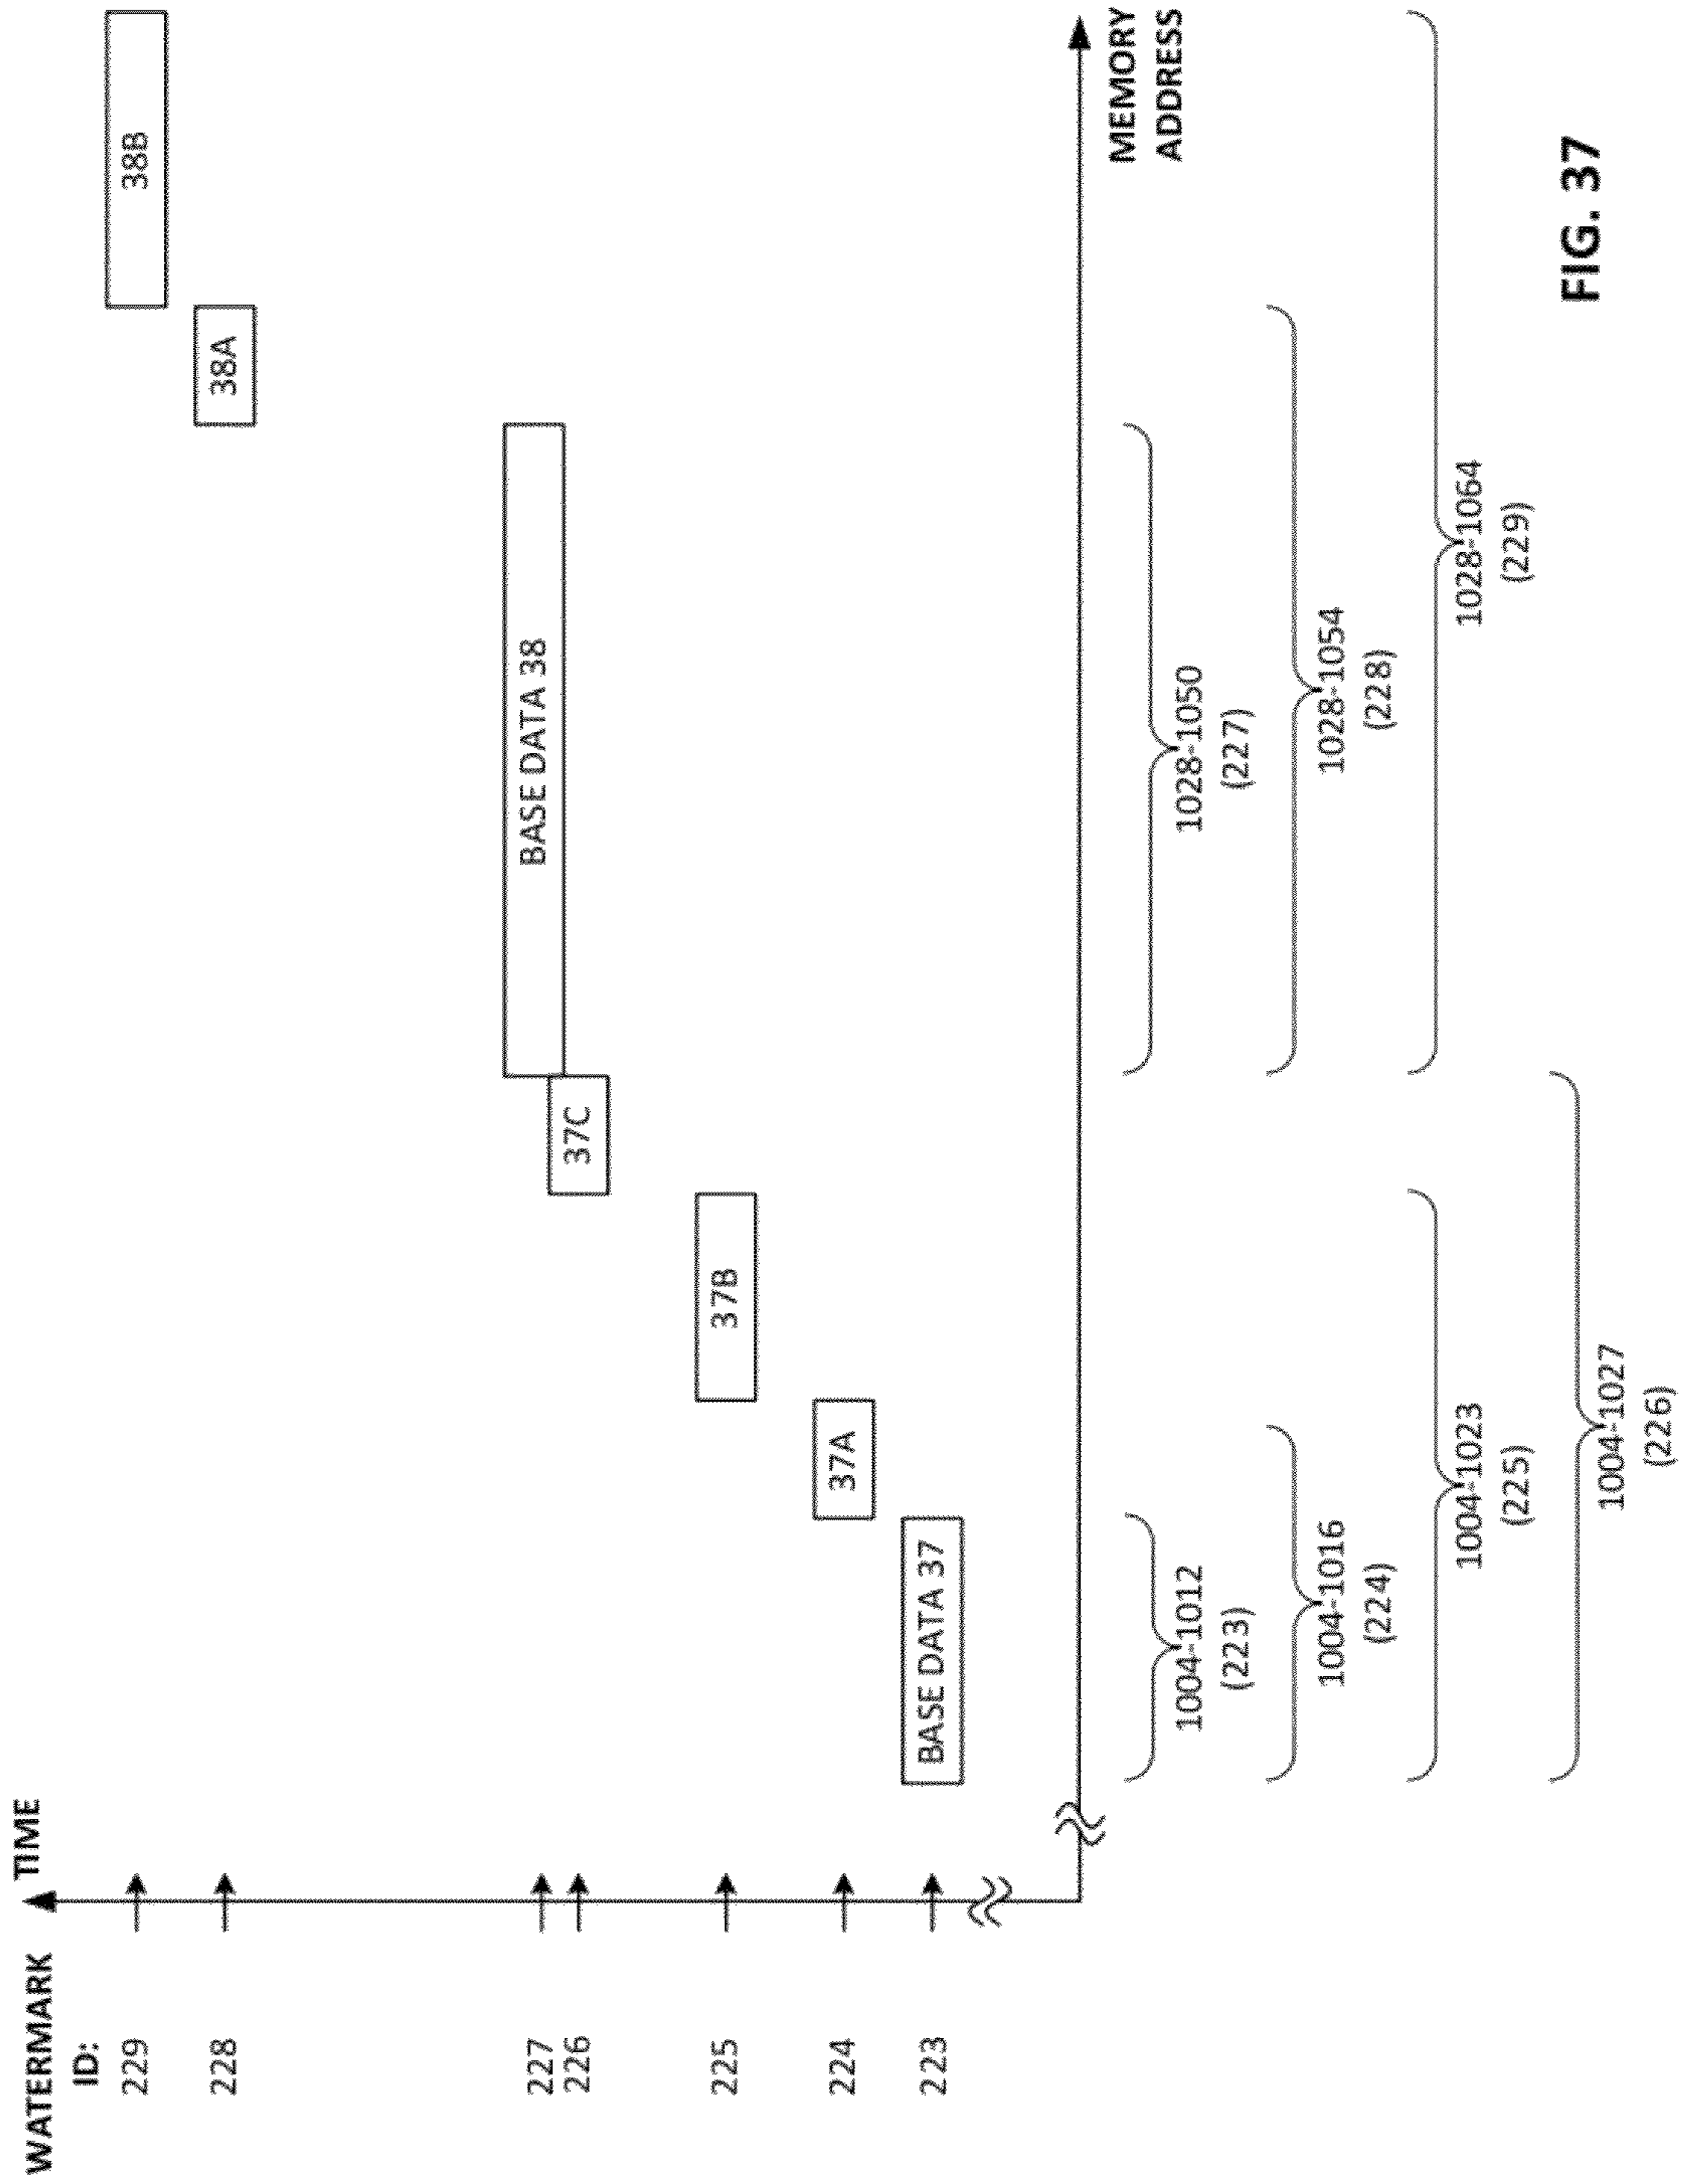 WATERMARK
ID:
TIME
229
228
227
226
225
224
223
38B
38A
BASE DATA 38
37C
37B
37A
BASE DATA 37
MEMORY
ADDRESS
1004-1012
(223)
1028-1050
(227)
1004-1016
(224)
1028-1054
(228)
1004-1023
(225)
1028-1064
(229)
1004-1027
(226)
FIG. 37